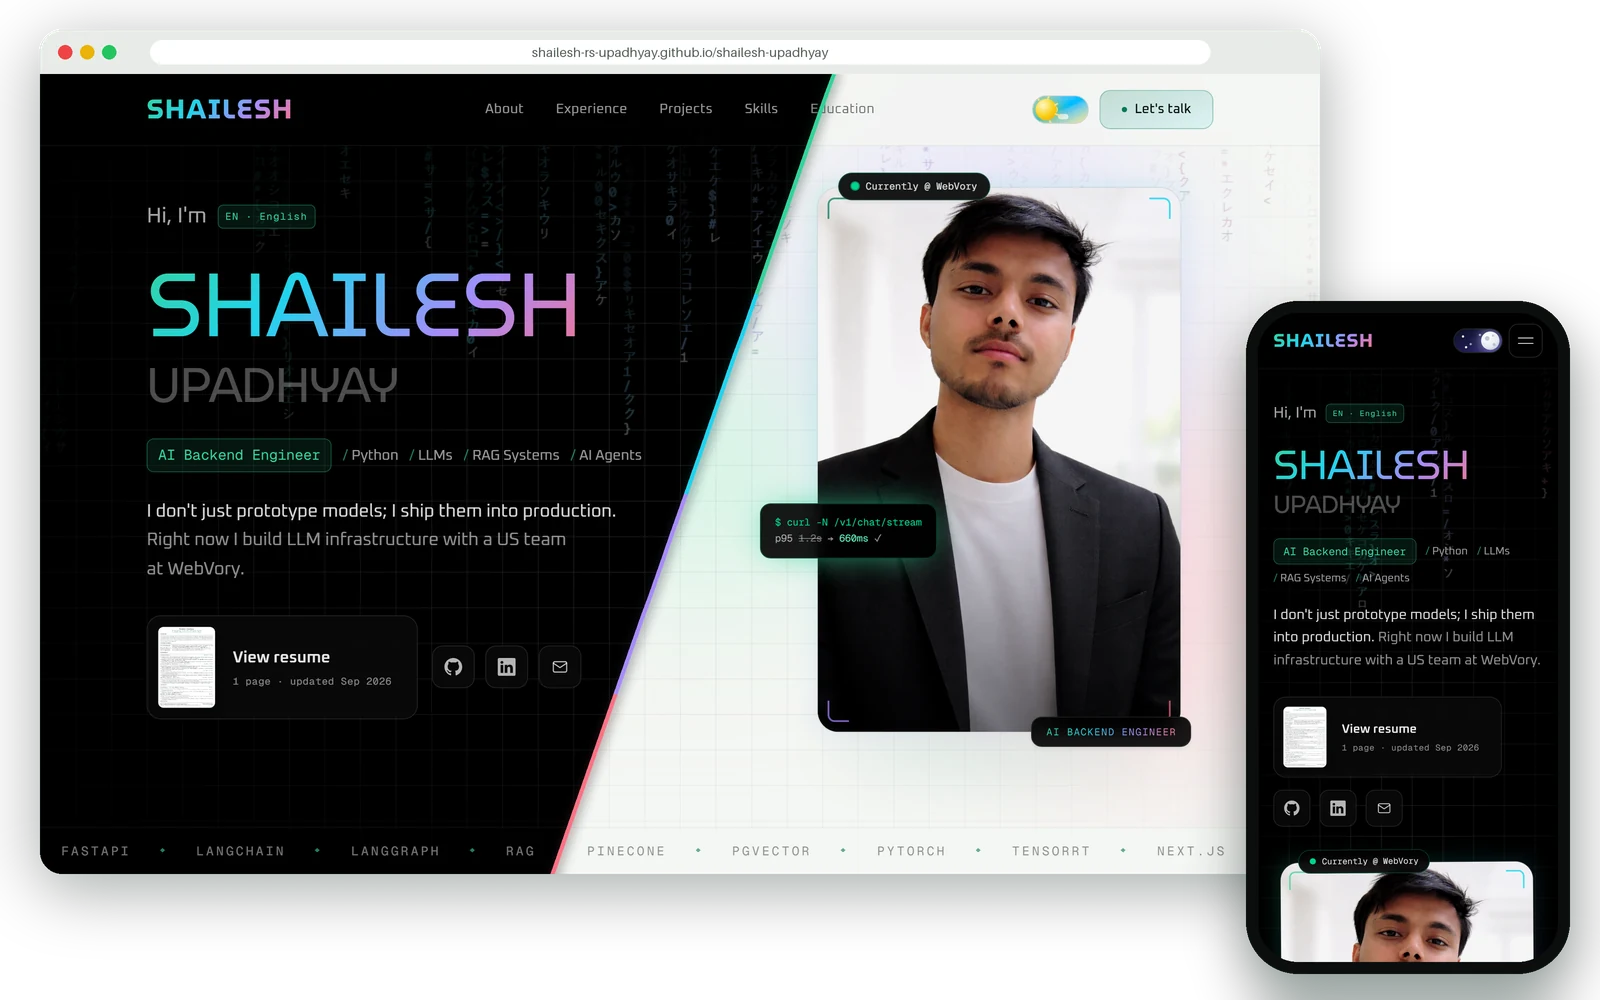 shailesh-rs-upadhyay.github.io/shailesh-upadhyay
SHAILESH
About Experience Projects Skills Education
Let's talk
Hi, I'm EN · English
SHAILESH
UPADHYAY
AI Backend Engineer / Python / LLMs / RAG Systems / AI Agents
I don't just prototype models; I ship them into production.
Right now I build LLM infrastructure with a US team
at WebVory.
View resume
1 page · updated Sep 2026
Currently @ WebVory
$ curl -N /v1/chat/stream
p95 1.2s → 660ms ✓
AI BACKEND ENGINEER
FASTAPI LANGCHAIN LANGGRAPH RAG PINECONE PGVECTOR PYTORCH TENSORRT NEXT.JS
SHAILESH
Hi, I'm EN · English
SHAILESH
UPADHYAY
AI Backend Engineer / Python / LLMs
/ RAG Systems / AI Agents
I don't just prototype models; I ship them
into production. Right now I build LLM
infrastructure with a US team at WebVory.
View resume
1 page · updated Sep 2026
Currently @ WebVory